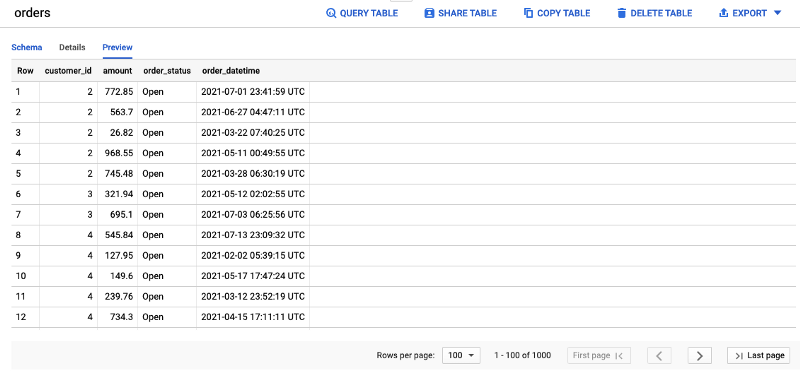 orders QUERY TABLE SHARE TABLE COPY TABLE DELETE TABLE EXPORT
Schema Details Preview
Row customer_id amount order_status order_datetime
1 2 772.85 Open 2021-07-01 23:41:59 UTC
2 2 563.7 Open 2021-06-27 04:47:11 UTC
3 2 26.82 Open 2021-03-22 07:40:25 UTC
4 2 968.55 Open 2021-05-11 00:49:55 UTC
5 2 745.48 Open 2021-03-28 06:30:19 UTC
6 3 321.94 Open 2021-05-12 02:02:55 UTC
7 3 695.1 Open 2021-07-03 06:25:56 UTC
8 4 545.84 Open 2021-07-13 23:09:32 UTC
9 4 127.95 Open 2021-02-02 05:39:15 UTC
10 4 149.6 Open 2021-05-17 17:47:24 UTC
11 4 239.76 Open 2021-03-12 23:52:19 UTC
12 4 734.3 Open 2021-04-15 17:11:11 UTC
Rows per page: 100 1 - 100 of 1000 First page Last page